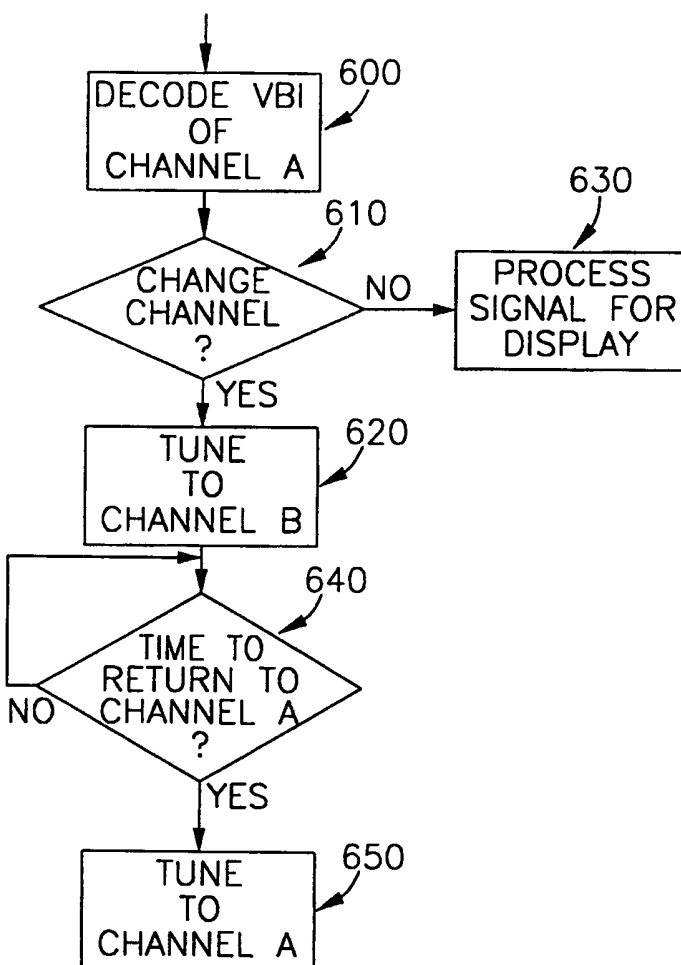 600
DECODE VBI
OF
CHANNEL A
610
630
CHANGE
CHANNEL
?
NO
PROCESS
SIGNAL FOR
DISPLAY
YES
620
TUNE
TO
CHANNEL B
640
TIME TO
RETURN TO
CHANNEL A
?
NO
YES
650
TUNE
TO
CHANNEL A